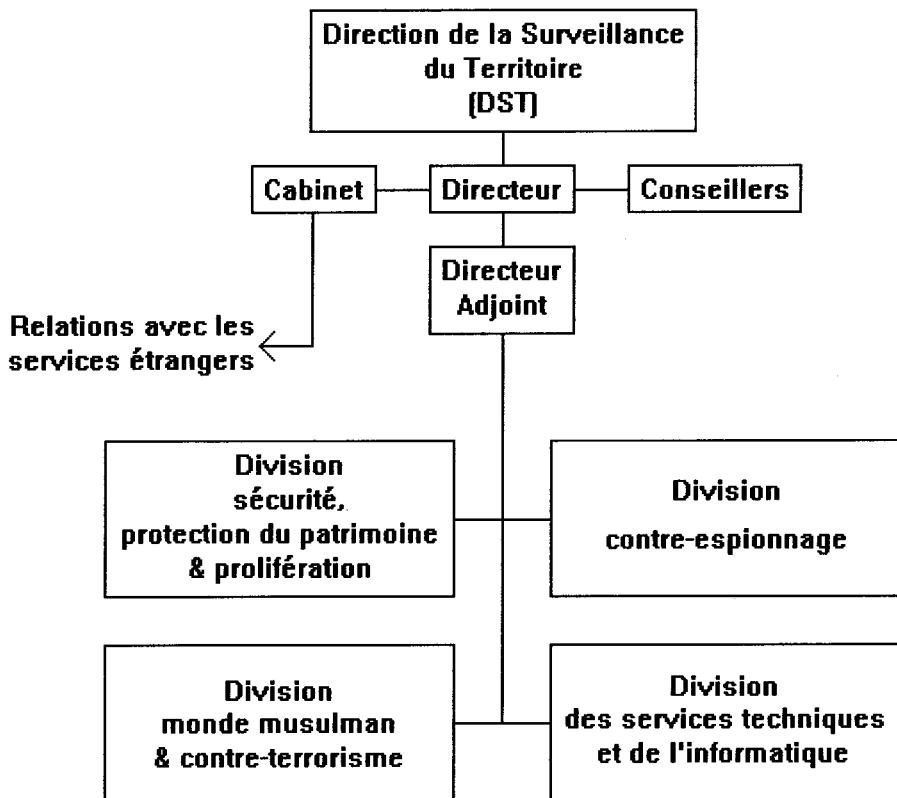 Direction de la Surveillance
du Territoire
(DST)
Cabinet
Directeur
Conseillers
Directeur
Adjoint
Relations avec les
services étrangers
Division
sécurité,
protection du patrimoine
& prolifération
Division
contre-espionnage
Division
monde musulman
& contre-terrorisme
Division
des services techniques
et de l'informatique